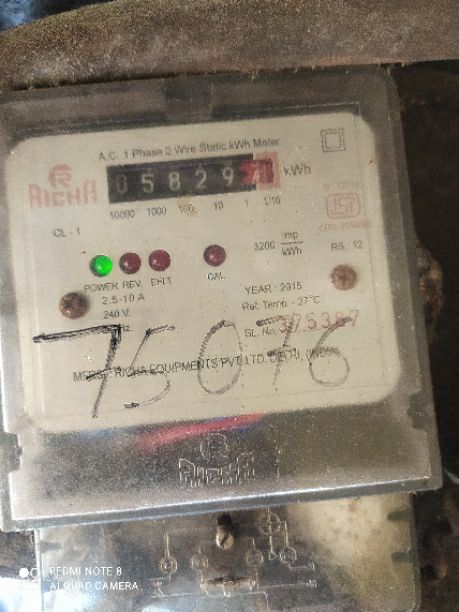 A.C. 1 Phase 2 Wire Static kWh Meter
R
RICHA
05829 kWh
10000 1000 100 10 1 1/10
CL-1
3200 imp/kWh
RS. 12
POWER REV. E/LT CAL
2.5-10 A
240 V.
YEARː 2015
Ref. Temp. - 27°C
SL. No. 375387
75076
RICHA EQUIPMENTS PVT. LTD. DELHI, (INDIA)
RICHA
REDMI NOTE 8
AI QUAD CAMERA